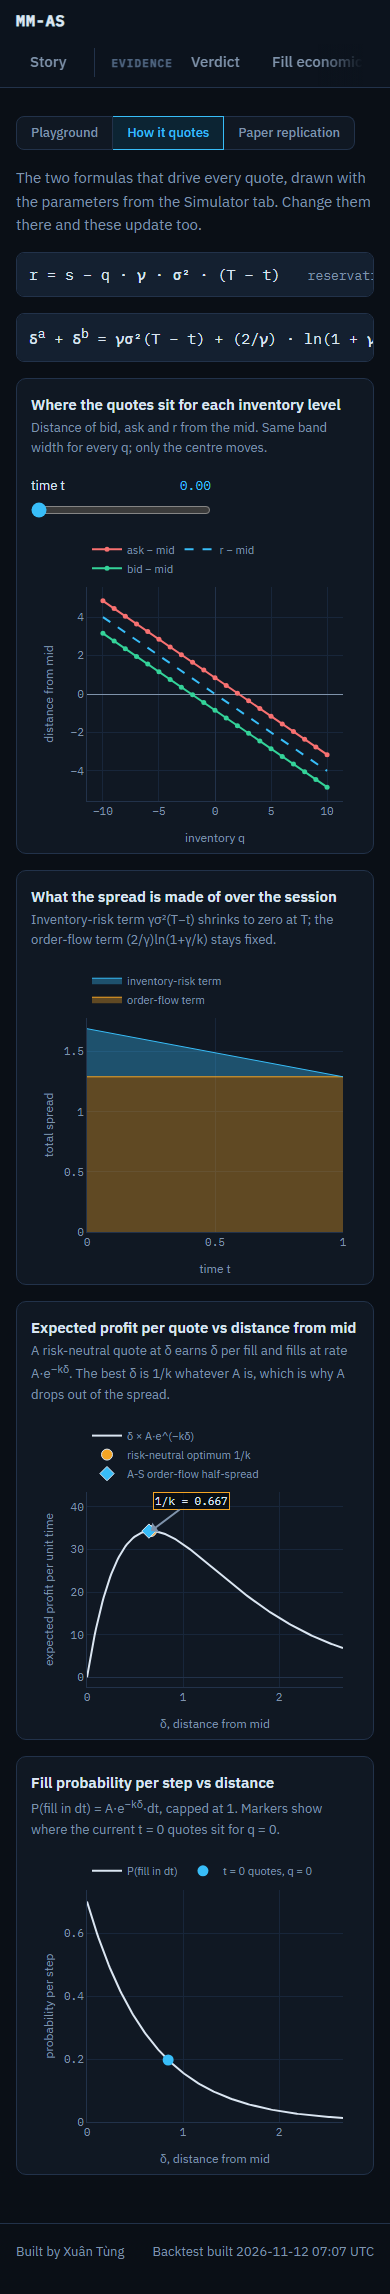 MM-AS
Story
EVIDENCE
Verdict
Fill economic
Playground
How it quotes
Paper replication
The two formulas that drive every quote, drawn with
the parameters from the Simulator tab. Change them
there and these update too.
r = s − q · γ · σ² · (T − t) reservati
δᵃ + δᵇ = γσ²(T − t) + (2/γ) · ln(1 + γ
Where the quotes sit for each inventory level
Distance of bid, ask and r from the mid. Same band
width for every q; only the centre moves.
time t 0.00
ask − mid r − mid
bid − mid
4
2
0
−2
−4
distance from mid
−10 −5 0 5 10
inventory q
What the spread is made of over the session
Inventory-risk term γσ²(T−t) shrinks to zero at T; the
order-flow term (2/γ)ln(1+γ/k) stays fixed.
inventory-risk term
order-flow term
1.5
1
0.5
0
total spread
0 0.5 1
time t
Expected profit per quote vs distance from mid
A risk-neutral quote at δ earns δ per fill and fills at rate
A·e⁻ᵏᵟ. The best δ is 1/k whatever A is, which is why A
drops out of the spread.
δ × A·e^(−kδ)
risk-neutral optimum 1/k
A-S order-flow half-spread
1/k = 0.667
40
30
20
10
0
expected profit per unit time
0 1 2
δ, distance from mid
Fill probability per step vs distance
P(fill in dt) = A·e⁻ᵏᵟ·dt, capped at 1. Markers show
where the current t = 0 quotes sit for q = 0.
P(fill in dt) t = 0 quotes, q = 0
0.6
0.4
0.2
0
probability per step
0 1 2
δ, distance from mid
Built by Xuân Tùng
Backtest built 2026-11-12 07:07 UTC